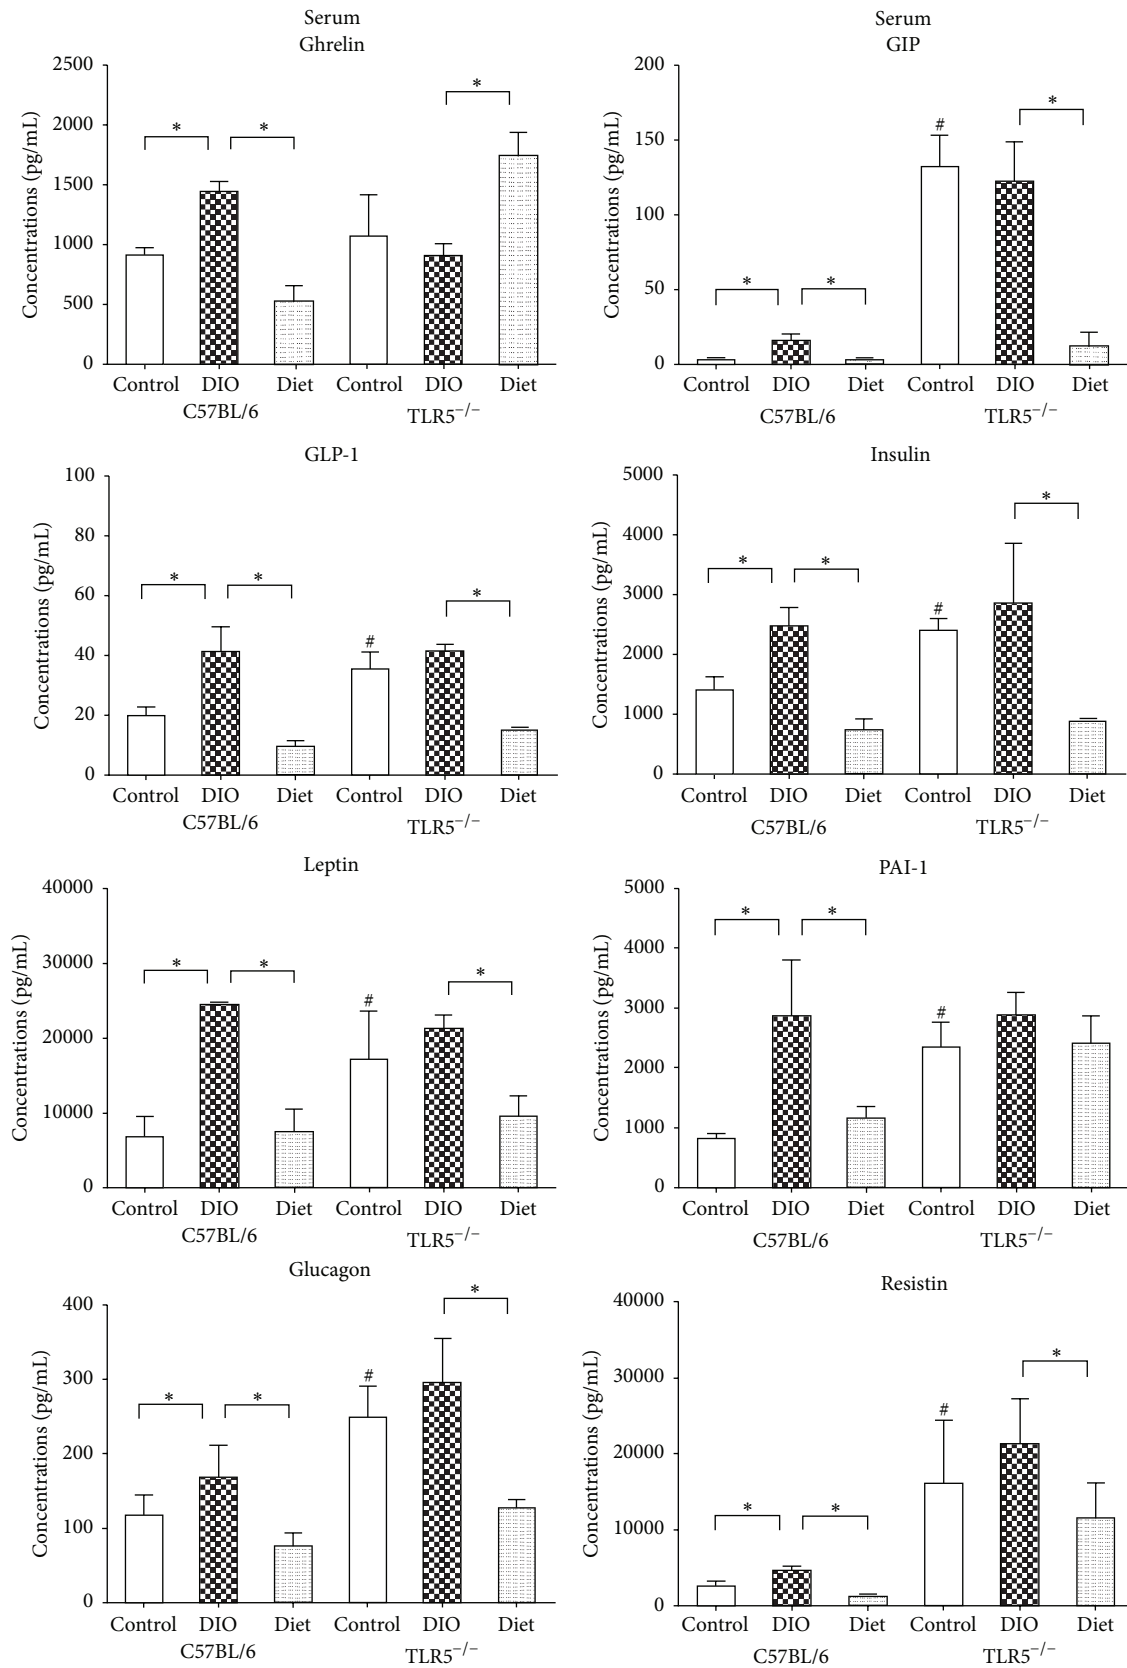 Serum
Ghrelin
Concentrations (pg/mL)
2500
2000
1500
1000
500
0
* * *
Control DIO Diet Control DIO Diet
C57BL/6 TLR5−/−
Serum
GIP
Concentrations (pg/mL)
200
150
100
50
0
* * # *
Control DIO Diet Control DIO Diet
C57BL/6 TLR5−/−
GLP-1
Concentrations (pg/mL)
100
80
60
40
20
0
* * # *
Control DIO Diet Control DIO Diet
C57BL/6 TLR5−/−
Insulin
Concentrations (pg/mL)
5000
4000
3000
2000
1000
0
* * # *
Control DIO Diet Control DIO Diet
C57BL/6 TLR5−/−
Leptin
Concentrations (pg/mL)
40000
30000
20000
10000
0
* * # *
Control DIO Diet Control DIO Diet
C57BL/6 TLR5−/−
PAI-1
Concentrations (pg/mL)
5000
4000
3000
2000
1000
0
* * #
Control DIO Diet Control DIO Diet
C57BL/6 TLR5−/−
Glucagon
Concentrations (pg/mL)
400
300
200
100
0
* * # *
Control DIO Diet Control DIO Diet
C57BL/6 TLR5−/−
Resistin
Concentrations (pg/mL)
40000
30000
20000
10000
0
* * # *
Control DIO Diet Control DIO Diet
C57BL/6 TLR5−/−